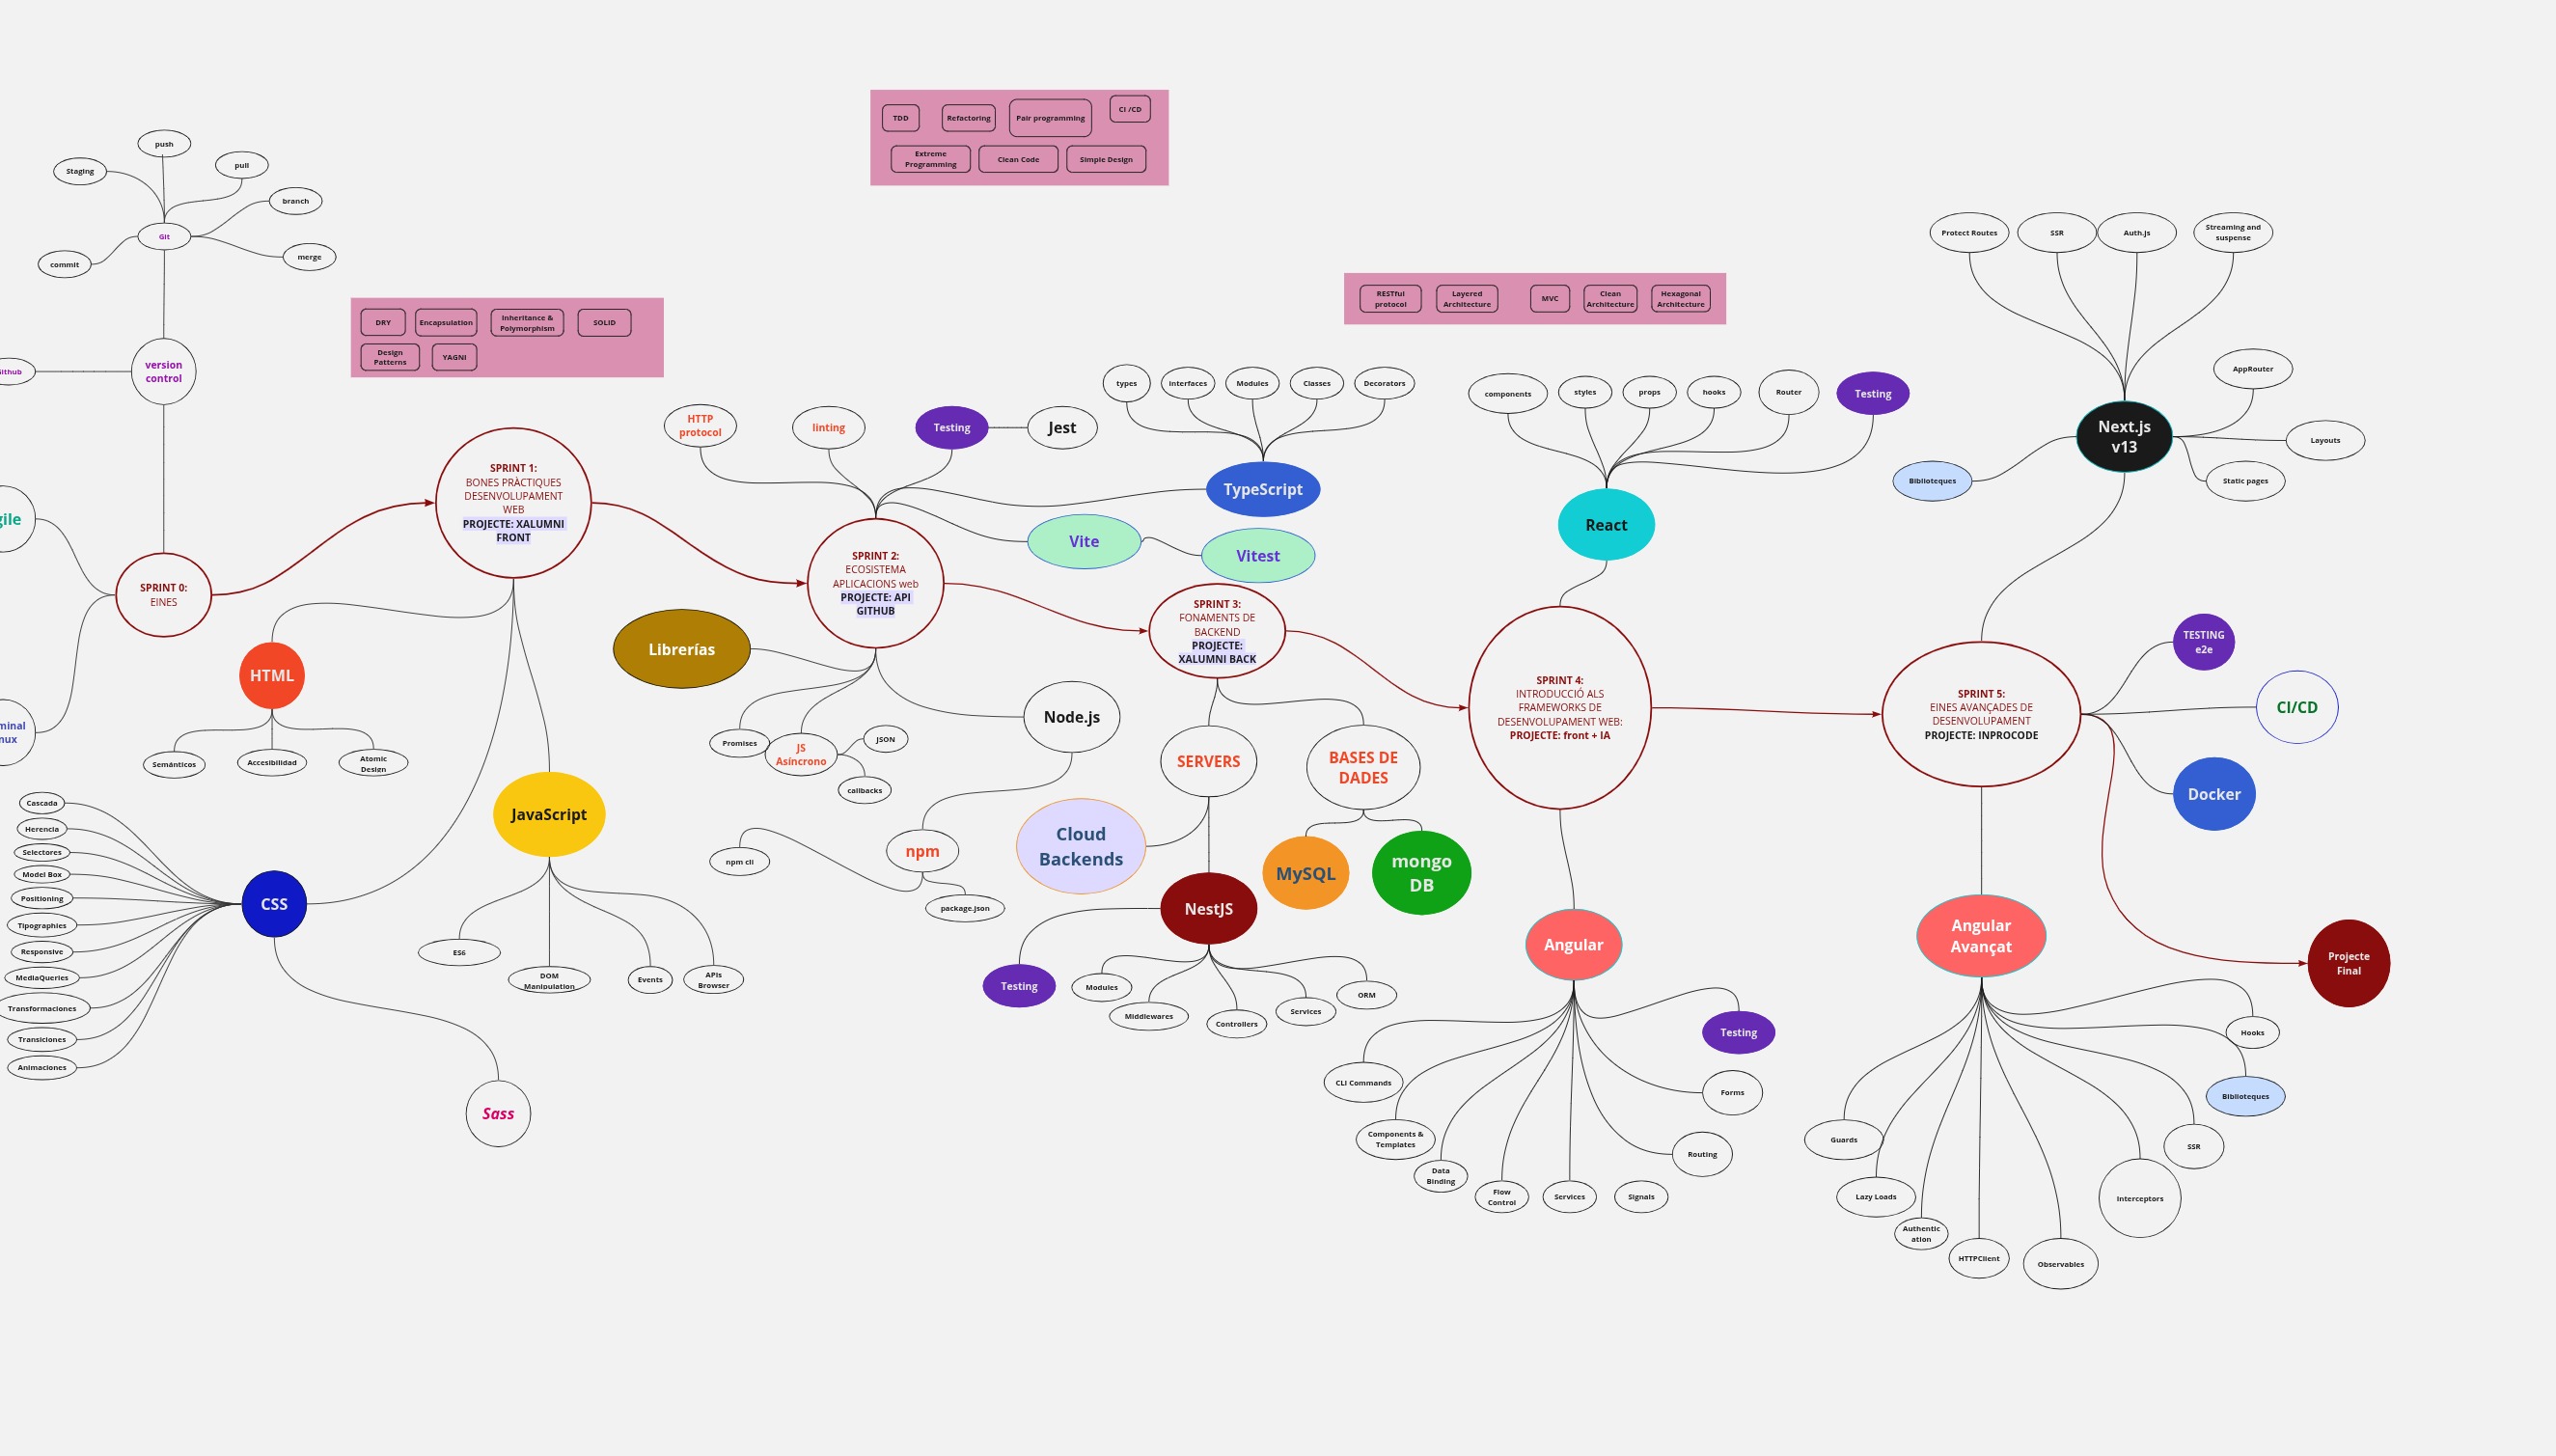 TDD
Refactoring
Pair programming
CI /CD
Extreme
Programming
Clean Code
Simple Design
push
Staging
pull
branch
Git
merge
commit
version
control
DRY
Encapsulation
Inheritance &
Polymorphism
SOLID
Design
Patterns
YAGNI
RESTful
protocol
Layered
Architecture
MVC
Clean
Architecture
Hexagonal
Architecture
SPRINT 0:
EINES
SPRINT 1:
BONES PRÀCTIQUES
DESENVOLUPAMENT
WEB
PROJECTE: XALUMNI
FRONT
HTML
Semánticos
Accesibilidad
Atomic
Design
CSS
Cascada
Herencia
Selectores
Model Box
Positioning
Tipographies
Responsive
MediaQueries
Transformaciones
Transiciones
Animaciones
Sass
JavaScript
ES6
DOM
Manipulation
Events
APIs
Browser
HTTP
protocol
linting
Testing
Jest
types
Interfaces
Modules
Classes
Decorators
TypeScript
Vite
Vitest
SPRINT 2:
ECOSISTEMA
APLICACIONS web
PROJECTE: API
GITHUB
Librerías
Promises
JS
Asíncrono
JSON
callbacks
Node.js
npm
npm cli
package.json
SPRINT 3:
FONAMENTS DE
BACKEND
PROJECTE:
XALUMNI BACK
SERVERS
BASES DE
DADES
Cloud
Backends
MySQL
mongo
DB
NestJS
Testing
Modules
Middlewares
Controllers
Services
ORM
components
styles
props
hooks
Router
Testing
React
SPRINT 4:
INTRODUCCIÓ ALS
FRAMEWORKS DE
DESENVOLUPAMENT WEB:
PROJECTE: front + IA
Angular
Testing
CLI Commands
Components &
Templates
Data
Binding
Flow
Control
Services
Signals
Routing
Forms
Protect Routes
SSR
Auth.js
Streaming and
suspense
AppRouter
Next.js
v13
Layouts
Biblioteques
Static pages
SPRINT 5:
EINES AVANÇADES DE
DESENVOLUPAMENT
PROJECTE: INPROCODE
TESTING
e2e
CI/CD
Docker
Angular
Avançat
Projecte
Final
Hooks
Biblioteques
Guards
SSR
Lazy Loads
Interceptors
Authentic
ation
HTTPClient
Observables